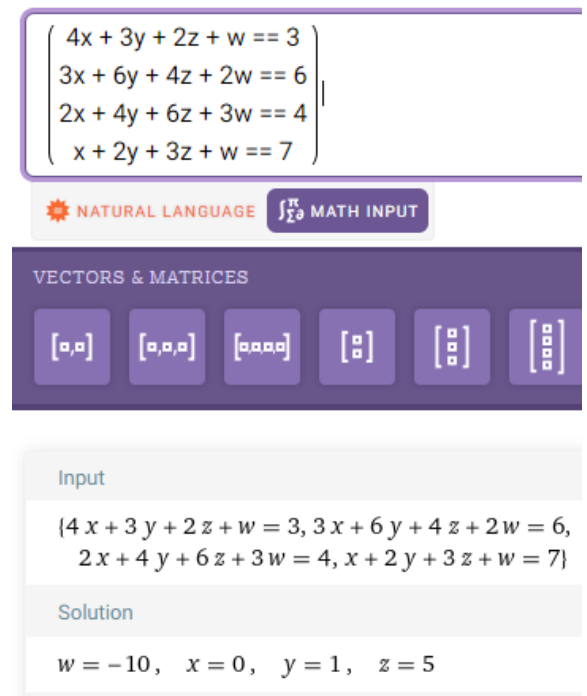 4x + 3y + 2z + w == 3
3x + 6y + 4z + 2w == 6
2x + 4y + 6z + 3w == 4
x + 2y + 3z + w == 7
NATURAL LANGUAGE ∫Σ∂π MATH INPUT
VECTORS & MATRICES
[▫,▫] [▫,▫,▫] [▫,▫,▫,▫]
Input
{4 x + 3 y + 2 z + w = 3, 3 x + 6 y + 4 z + 2 w = 6,
2 x + 4 y + 6 z + 3 w = 4, x + 2 y + 3 z + w = 7}
Solution
w = −10, x = 0, y = 1, z = 5